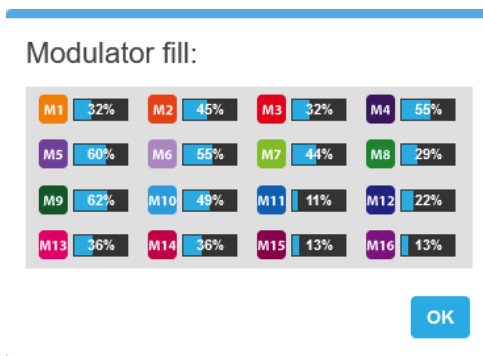 Modulator fill:
M1 32% M2 45% M3 32% M4 55%
M5 60% M6 55% M7 44% M8 29%
M9 62% M10 49% M11 11% M12 22%
M13 36% M14 36% M15 13% M16 13%
OK